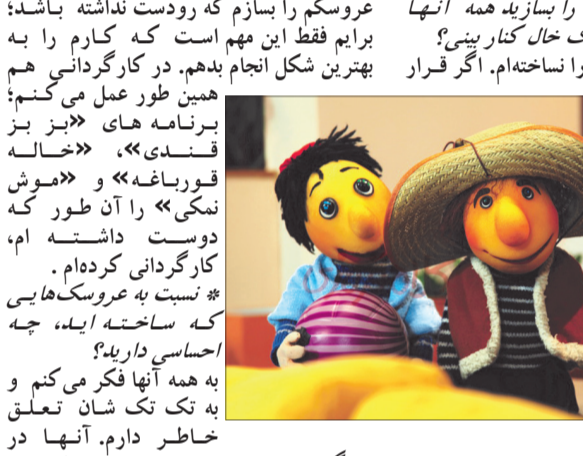 را بسازید همه آنها
خال کنار بینی؟
را نساخته‌ام. اگر قرار
عروسکم را بسازم که رودست نداشته باشد؛
برایم فقط این مهم است که کارم را به
بهترین شکل انجام بدهم. در کارگردانی هم
همین طور عمل می‌کنم؛
برنامه های «بز بز
قندی»، «خاله
قورباغه» و «موش
نمکی» را آن طور که
دوست داشته ام،
کارگردانی کرده‌ام .
* نسبت به عروسک‌هایی
که ساخته اید، چه
احساسی دارید؟
به همه آنها فکر می‌کنم و
به تک تک شان تعلق
خاطر دارم. آنها در